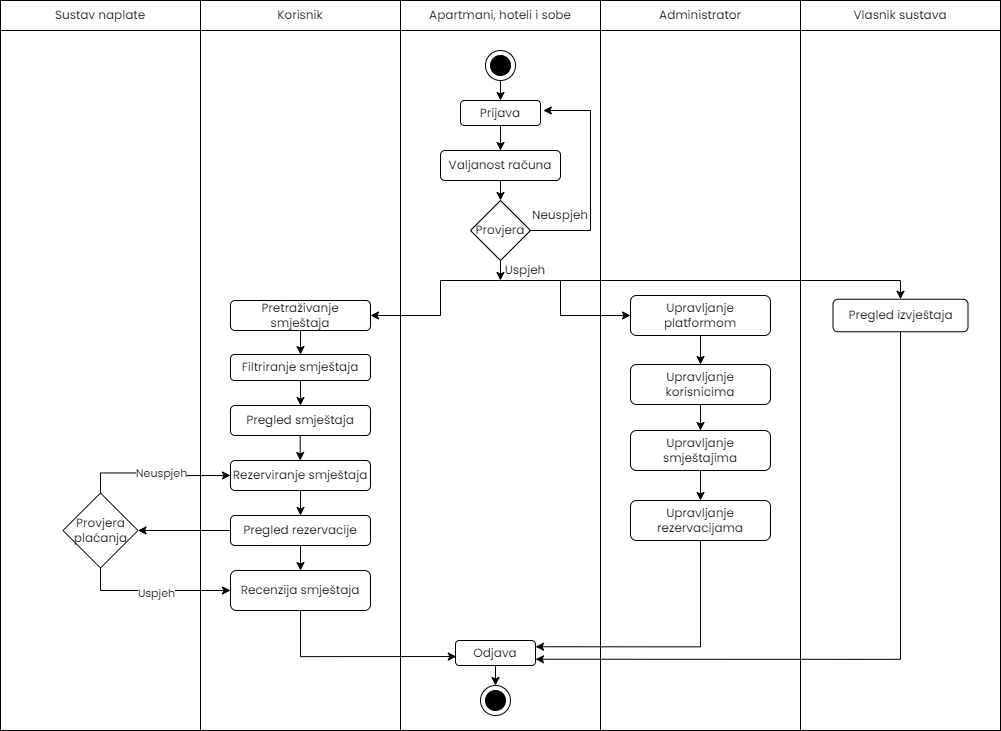 Sustav naplate
Korisnik
Apartmani, hoteli i sobe
Administrator
Vlasnik sustava
Prijava
Valjanost računa
Neuspjeh
Provjera
Uspjeh
Pretraživanje
smještaja
Filtriranje smještaja
Pregled smještaja
Neuspjeh
Rezerviranje smještaja
Provjera
plaćanja
Pregled rezervacije
Uspjeh
Recenzija smještaja
Upravljanje
platformom
Upravljanje
korisnicima
Upravljanje
smještajima
Upravljanje
rezervacijama
Pregled izvještaja
Odjava